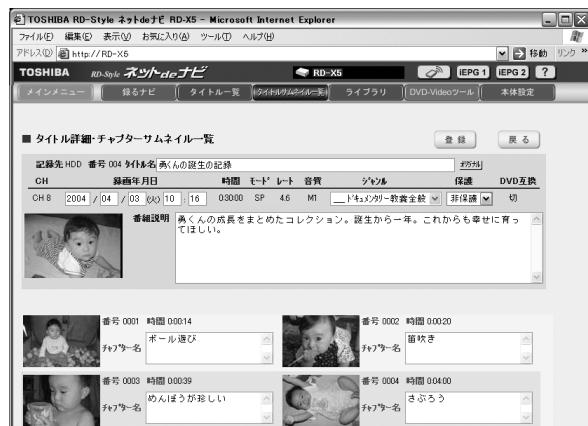 TOSHIBA RD-Style ネットdeナビ RD-X5 - Microsoft Internet Explorer
ファイル(F) 編集(E) 表示(V) お気に入り(A) ツール(T) ヘルプ(H)
アドレス(D) http://RD-X5 移動 リンク »
TOSHIBA RD-Style ネットdeナビ RD-X5 iEPG 1 iEPG 2 ?
メインメニュー 録るナビ タイトル一覧 タイトルサムネイル一覧 ライブラリ DVD-Videoツール 本体設定
■ タイトル詳細・チャプターサムネイル一覧 登録 戻る
記録先 HDD 番号 004 タイトル名 勇くんの誕生の記録 オリジナル
CH 録画年月日 時間 モード レート 音質 ジャンル 保護 DVD互換
CH 8 2004 / 04 / 03 (火) 10 : 16 0:30:00 SP 4.6 M1 __ドキュメンタリー教養全般 非保護 切
番組説明 勇くんの成長をまとめたコレクション。誕生から一年。これからも幸せに育っ
てほしい。
番号 0001 時間 0:00:14
チャプター名 ボール遊び
番号 0002 時間 0:00:20
チャプター名 笛吹き
番号 0003 時間 0:00:39
チャプター名 めんぼうが珍しい
番号 0004 時間 0:04:00
チャプター名 さぶろう